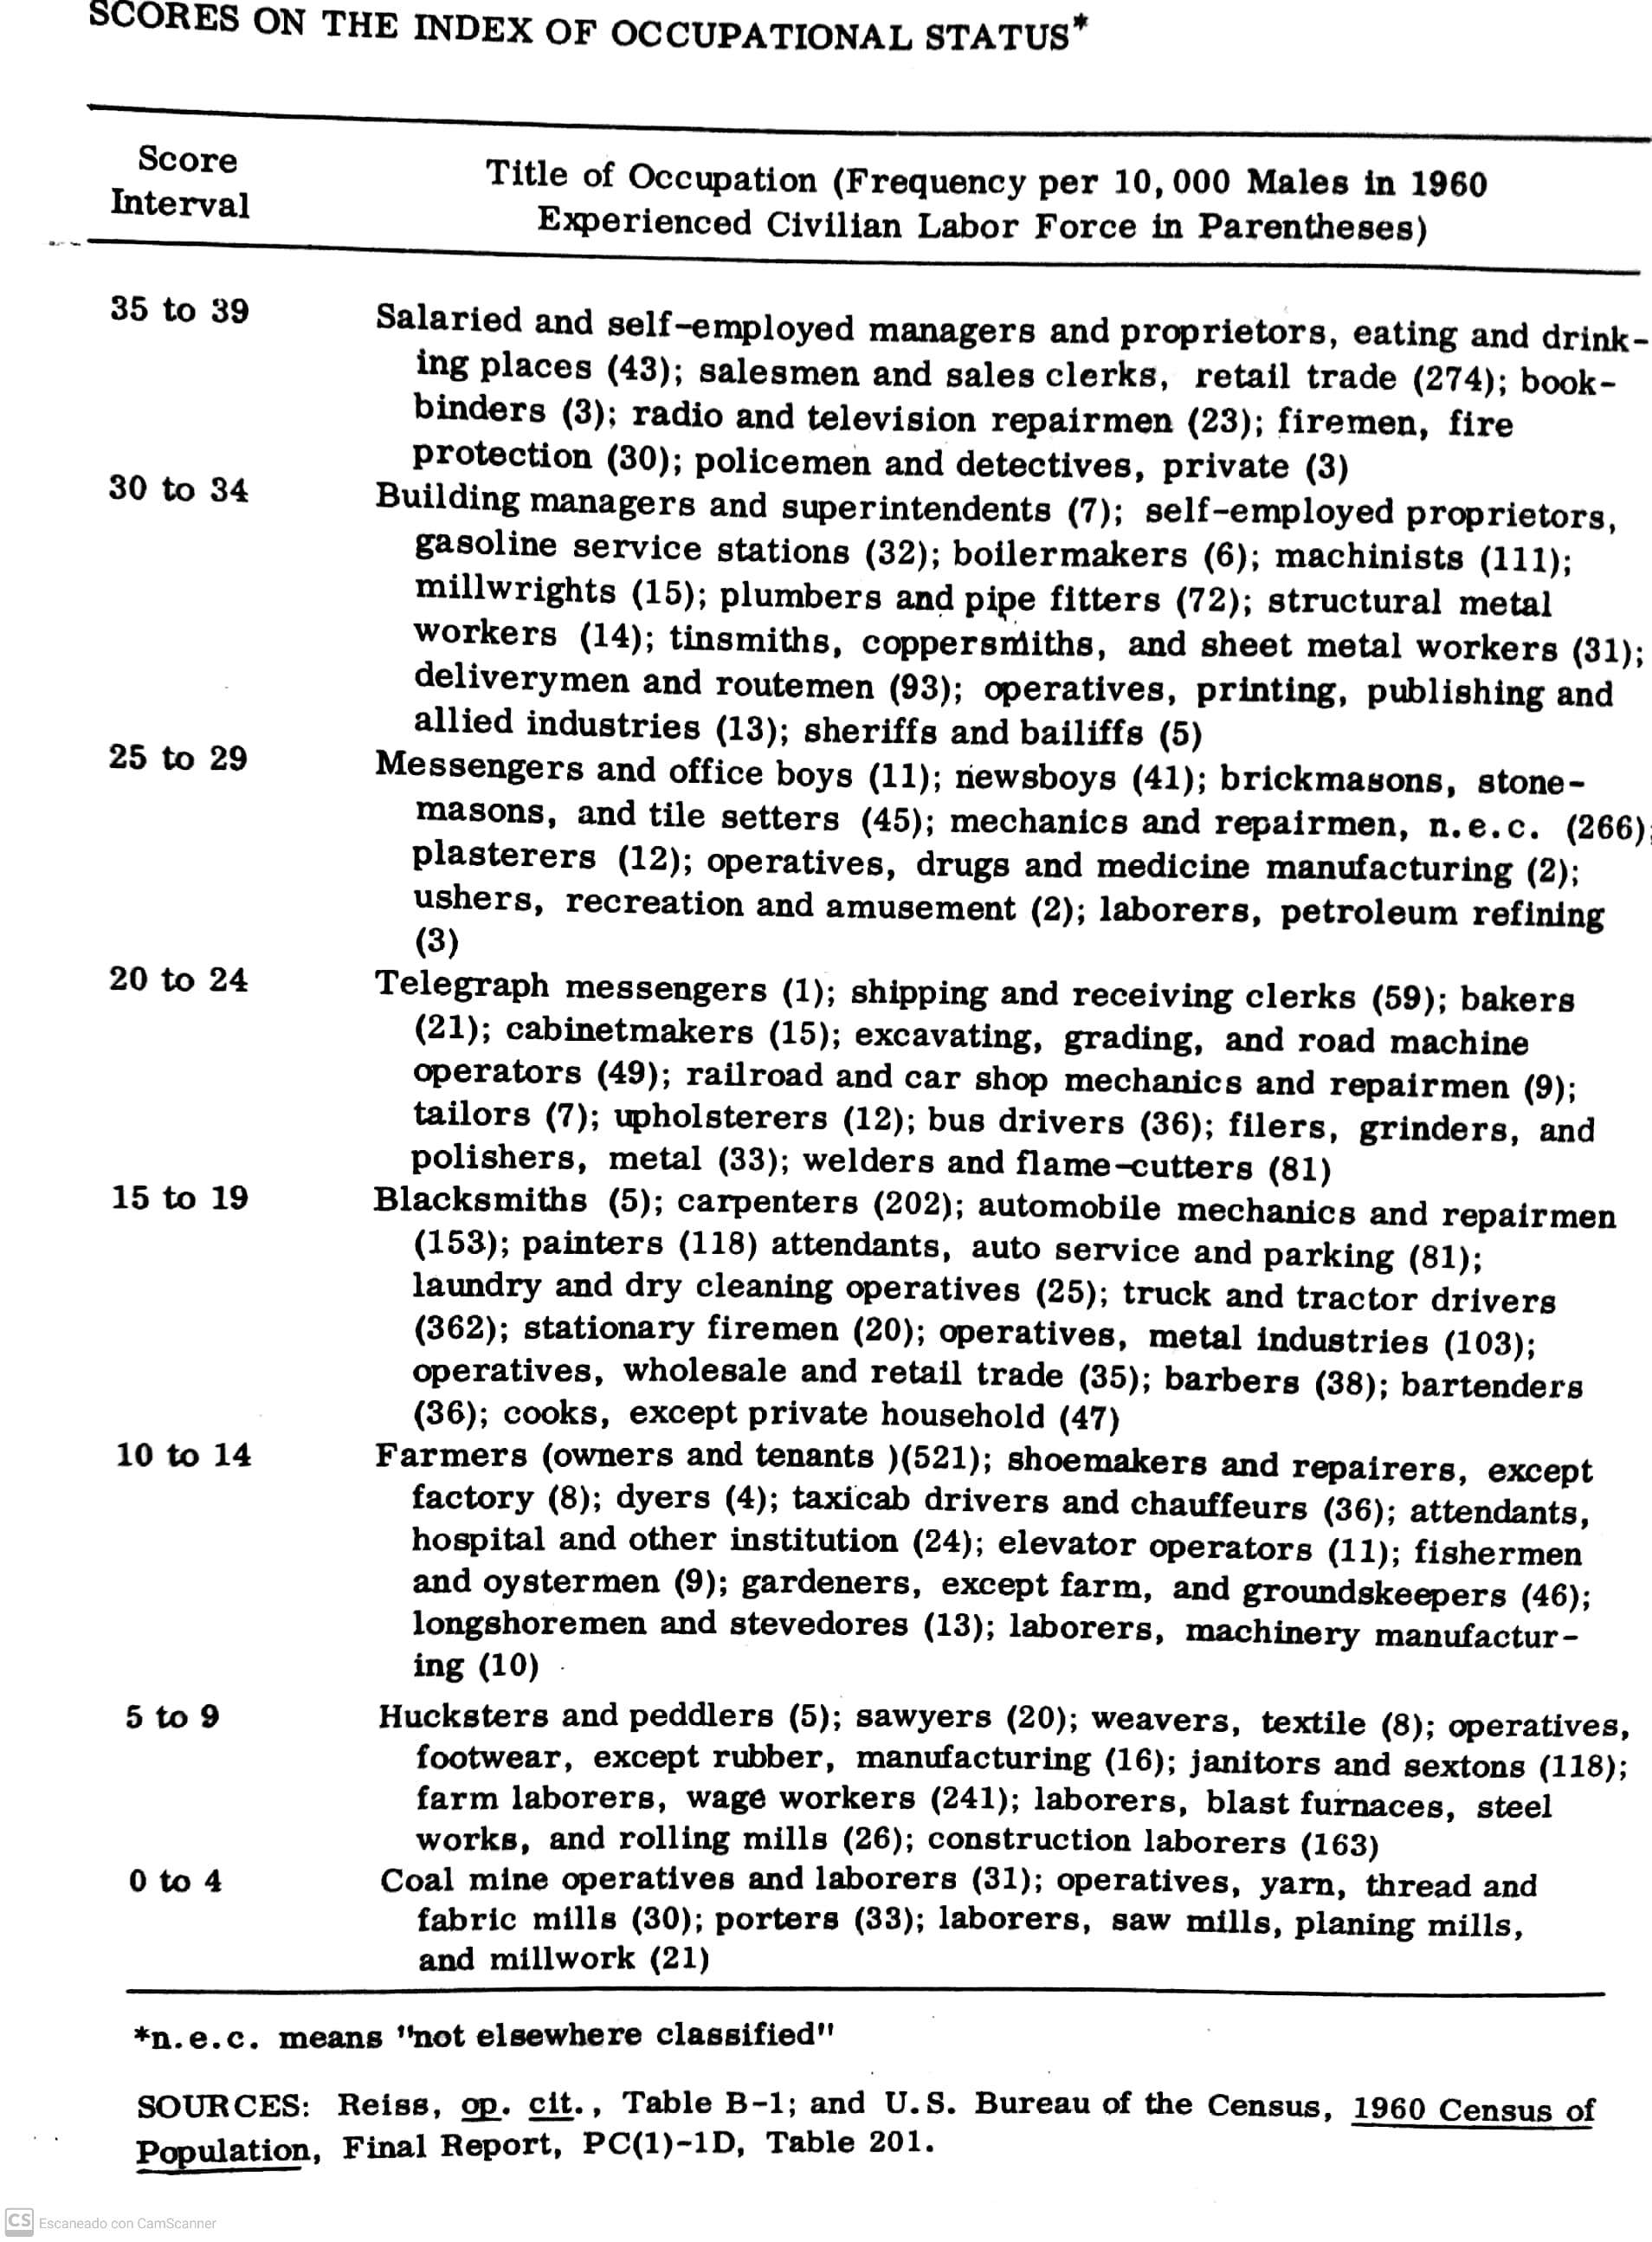 SCORES ON THE INDEX OF OCCUPATIONAL STATUS*
Score
Interval
Title of Occupation (Frequency per 10,000 Males in 1960
Experienced Civilian Labor Force in Parentheses)
35 to 39 Salaried and self-employed managers and proprietors, eating and drink-
ing places (43); salesmen and sales clerks, retail trade (274); book-
binders (3); radio and television repairmen (23); firemen, fire
protection (30); policemen and detectives, private (3)
30 to 34 Building managers and superintendents (7); self-employed proprietors,
gasoline service stations (32); boilermakers (6); machinists (111);
millwrights (15); plumbers and pipe fitters (72); structural metal
workers (14); tinsmiths, coppersmiths, and sheet metal workers (31);
deliverymen and routemen (93); operatives, printing, publishing and
allied industries (13); sheriffs and bailiffs (5)
25 to 29 Messengers and office boys (11); newsboys (41); brickmasons, stone-
masons, and tile setters (45); mechanics and repairmen, n.e.c. (266);
plasterers (12); operatives, drugs and medicine manufacturing (2);
ushers, recreation and amusement (2); laborers, petroleum refining
(3)
20 to 24 Telegraph messengers (1); shipping and receiving clerks (59); bakers
(21); cabinetmakers (15); excavating, grading, and road machine
operators (49); railroad and car shop mechanics and repairmen (9);
tailors (7); upholsterers (12); bus drivers (36); filers, grinders, and
polishers, metal (33); welders and flame-cutters (81)
15 to 19 Blacksmiths (5); carpenters (202); automobile mechanics and repairmen
(153); painters (118) attendants, auto service and parking (81);
laundry and dry cleaning operatives (25); truck and tractor drivers
(362); stationary firemen (20); operatives, metal industries (103);
operatives, wholesale and retail trade (35); barbers (38); bartenders
(36); cooks, except private household (47)
10 to 14 Farmers (owners and tenants )(521); shoemakers and repairers, except
factory (8); dyers (4); taxicab drivers and chauffeurs (36); attendants,
hospital and other institution (24); elevator operators (11); fishermen
and oystermen (9); gardeners, except farm, and groundskeepers (46);
longshoremen and stevedores (13); laborers, machinery manufactur-
ing (10)
5 to 9 Hucksters and peddlers (5); sawyers (20); weavers, textile (8); operatives,
footwear, except rubber, manufacturing (16); janitors and sextons (118);
farm laborers, wage workers (241); laborers, blast furnaces, steel
works, and rolling mills (26); construction laborers (163)
0 to 4 Coal mine operatives and laborers (31); operatives, yarn, thread and
fabric mills (30); porters (33); laborers, saw mills, planing mills,
and millwork (21)
*n.e.c. means "not elsewhere classified"
SOURCES: Reiss, op. cit., Table B-1; and U.S. Bureau of the Census, 1960 Census of
Population, Final Report, PC(1)-1D, Table 201.
CS Escaneado con CamScanner